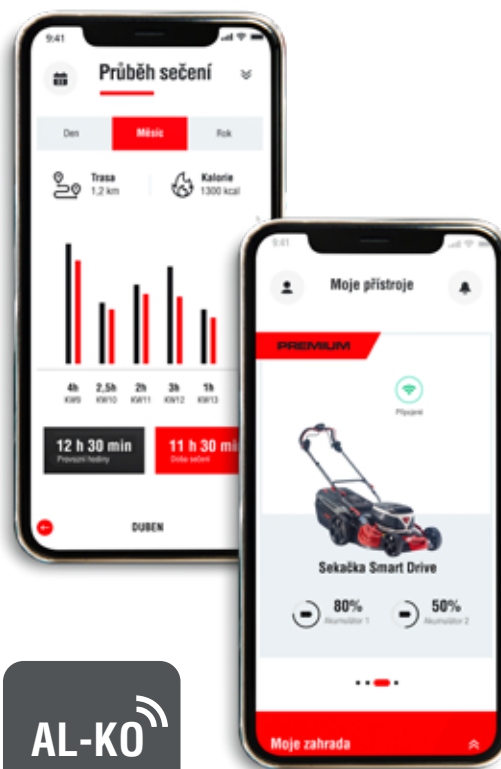 9:41
Průběh sečení
Den Měsíc Rok
Trasa
1,2 km
Kalorie
1300 kcal
4h 2,5h 2h 3h 1h
KW9 KW10 KW11 KW12 KW13
12 h 30 min
Provozní hodiny
11 h 30 min
Doba sečení
DUBEN
9:41
Moje přístroje
PREMIUM
Připojené
Sekačka Smart Drive
80%
Akumulátor 1
50%
Akumulátor 2
Moje zahrada
AL-KO